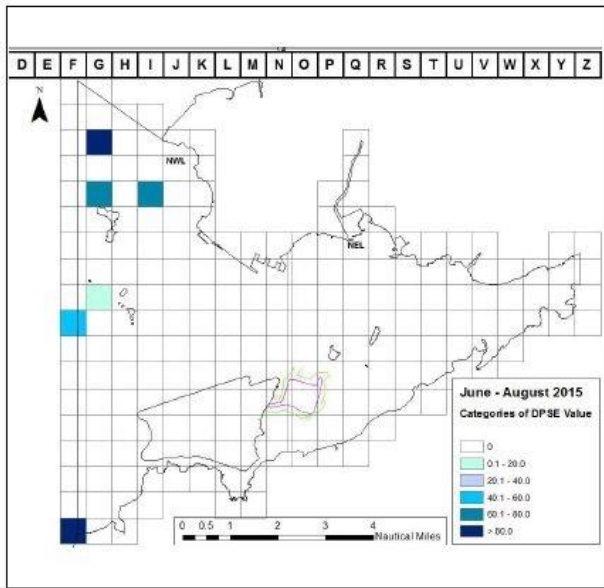 D E F G H I J K L M N O P Q R S T U V W X Y Z
N
NWL
NEL
June - August 2015
Categories of DPSE Value
0
0.1 - 20.0
20.1 - 40.0
40.1 - 60.0
60.1 - 80.0
> 80.0
0 0.5 1 2 3 4
Nautical Miles